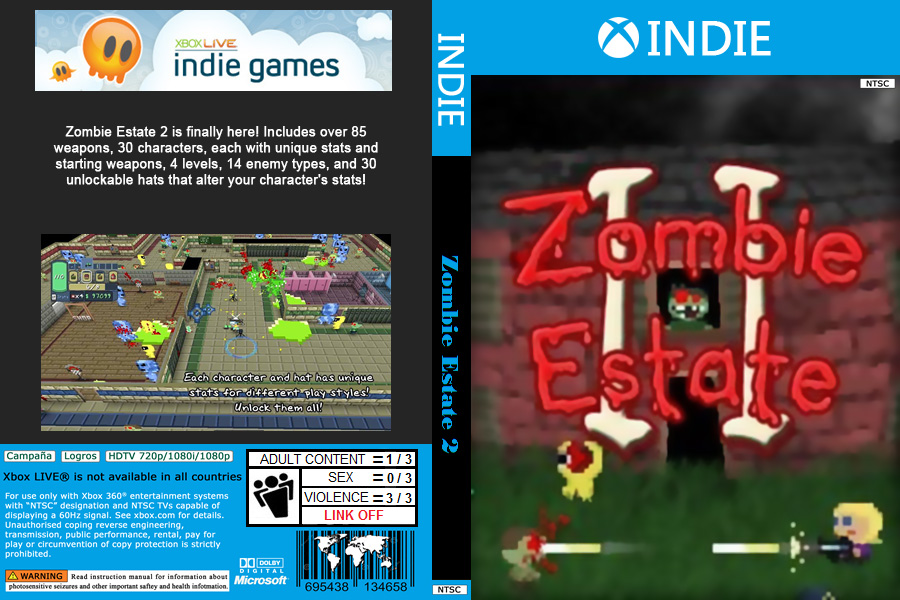 XBOX LIVE
indie games
Zombie Estate 2 is finally here! Includes over 85
weapons, 30 characters, each with unique stats and
starting weapons, 4 levels, 14 enemy types, and 30
unlockable hats that alter your character's stats!
Each character and hat has unique
stats for different play styles!
Unlock them all!
Campaña Logros HDTV 720p/1080i/1080p
Xbox LIVE® is not available in all countries
For use only with Xbox 360® entertainment systems
with “NTSC” designation and NTSC TVs capable of
displaying a 60Hz signal. See xbox.com for details.
Unauthorised coping reverse engineering,
transmission, public performance, rental, pay for
play or circumvention of copy protection is strictly
prohibited.
WARNING Read instruction manual for information about
photosensitive seizures and other important saftey and health information.
ADULT CONTENT = 1 / 3
SEX = 0 / 3
VIOLENCE = 3 / 3
LINK OFF
DOLBY
DIGITAL
Microsoft®
695438 134658
INDIE
Zombie Estate 2
NTSC
INDIE
NTSC
Zombie
II
Estate